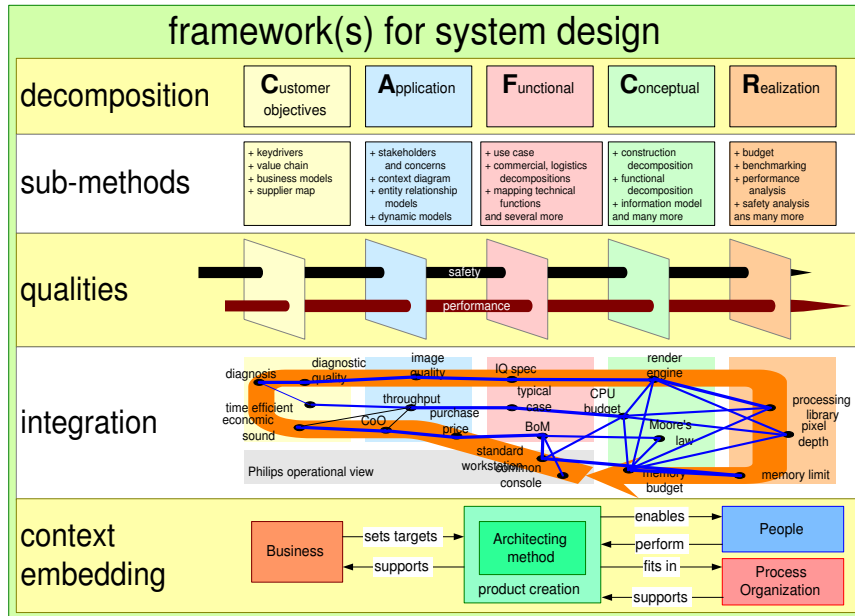 framework(s) for system design
decomposition
Customer
objectives
Application
Functional
Conceptual
Realization
sub-methods
+ keydrivers
+ value chain
+ business models
+ supplier map
+ stakeholders
and concerns
+ context diagram
+ entity relationship
models
+ dynamic models
+ use case
+ commercial, logistics
decompositions
+ mapping technical
functions
and several more
+ construction
decomposition
+ functional
decomposition
+ information model
and many more
+ budget
+ benchmarking
+ performance
analysis
+ safety analysis
ans many more
qualities
safety
performance
integration
diagnosis
diagnostic
quality
image
quality
IQ spec
render
engine
time efficient
throughput
typical
case
CPU
budget
processing
library
economic
sound
CoO
purchase
price
BoM
Moore's
law
pixel
depth
Philips operational view
standard
workstation
common
console
memory
budget
memory limit
context
embedding
Business
sets targets
supports
Architecting
method
product creation
enables
perform
People
fits in
supports
Process
Organization